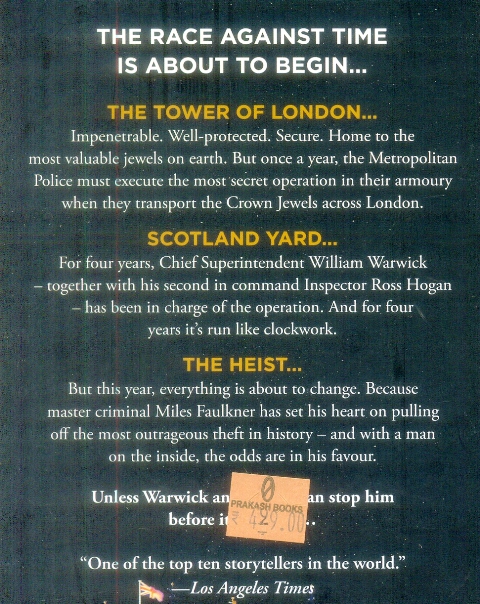 THE RACE AGAINST TIME
IS ABOUT TO BEGIN...
THE TOWER OF LONDON...
Impenetrable. Well-protected. Secure. Home to the
most valuable jewels on earth. But once a year, the Metropolitan
Police must execute the most secret operation in their armoury
when they transport the Crown Jewels across London.
SCOTLAND YARD...
For four years, Chief Superintendent William Warwick
– together with his second in command Inspector Ross Hogan
– has been in charge of the operation. And for four
years it's run like clockwork.
THE HEIST...
But this year, everything is about to change. Because
master criminal Miles Faulkner has set his heart on pulling
off the most outrageous theft in history – and with a man
on the inside, the odds are in his favour.
Unless Warwick an stop him
PRAKASH BOOKS
before
"One of the top ten storytellers in the world."
—Los Angeles Times